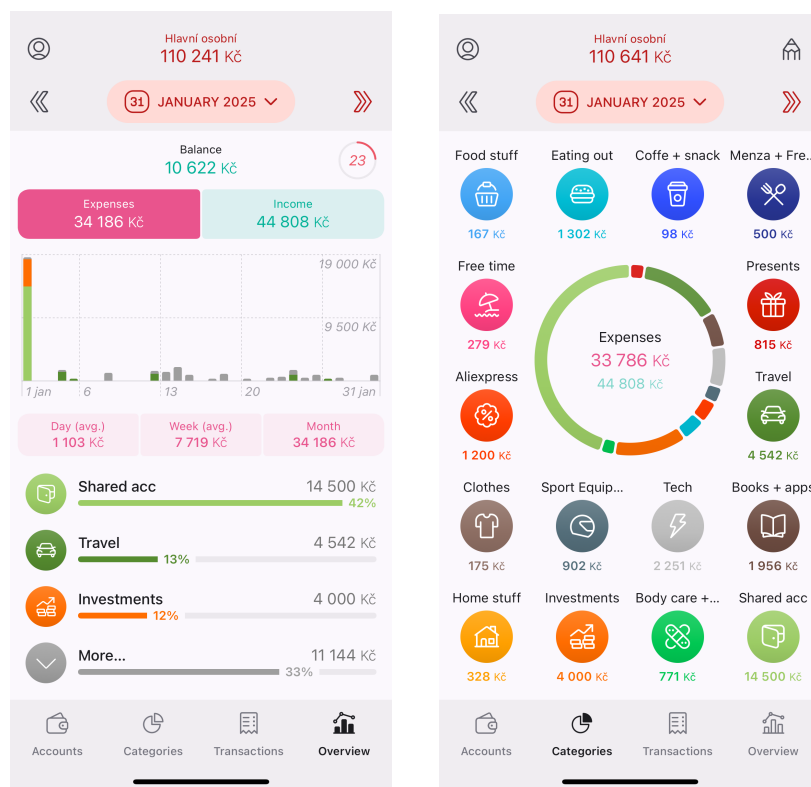 Hlavní osobní
110 241 Kč
31 JANUARY 2025
Balance
10 622 Kč
23
Expenses
34 186 Kč
Income
44 808 Kč
19 000 Kč
9 500 Kč
1 jan 6 13 20 31 jan
Day (avg.)
1 103 Kč
Week (avg.)
7 719 Kč
Month
34 186 Kč
Shared acc 14 500 Kč
42%
Travel 4 542 Kč
13%
Investments 4 000 Kč
12%
More... 11 144 Kč
33%
Accounts Categories Transactions Overview
Hlavní osobní
110 641 Kč
31 JANUARY 2025
Food stuff Eating out Coffe + snack Menza + Fre...
167 Kč 1 302 Kč 98 Kč 500 Kč
Free time Presents
279 Kč 815 Kč
Expenses
33 786 Kč
44 808 Kč
Aliexpress Travel
1 200 Kč 4 542 Kč
Clothes Sport Equip... Tech Books + apps
175 Kč 902 Kč 2 251 Kč 1 956 Kč
Home stuff Investments Body care +... Shared acc
328 Kč 4 000 Kč 771 Kč 14 500 Kč
Accounts Categories Transactions Overview